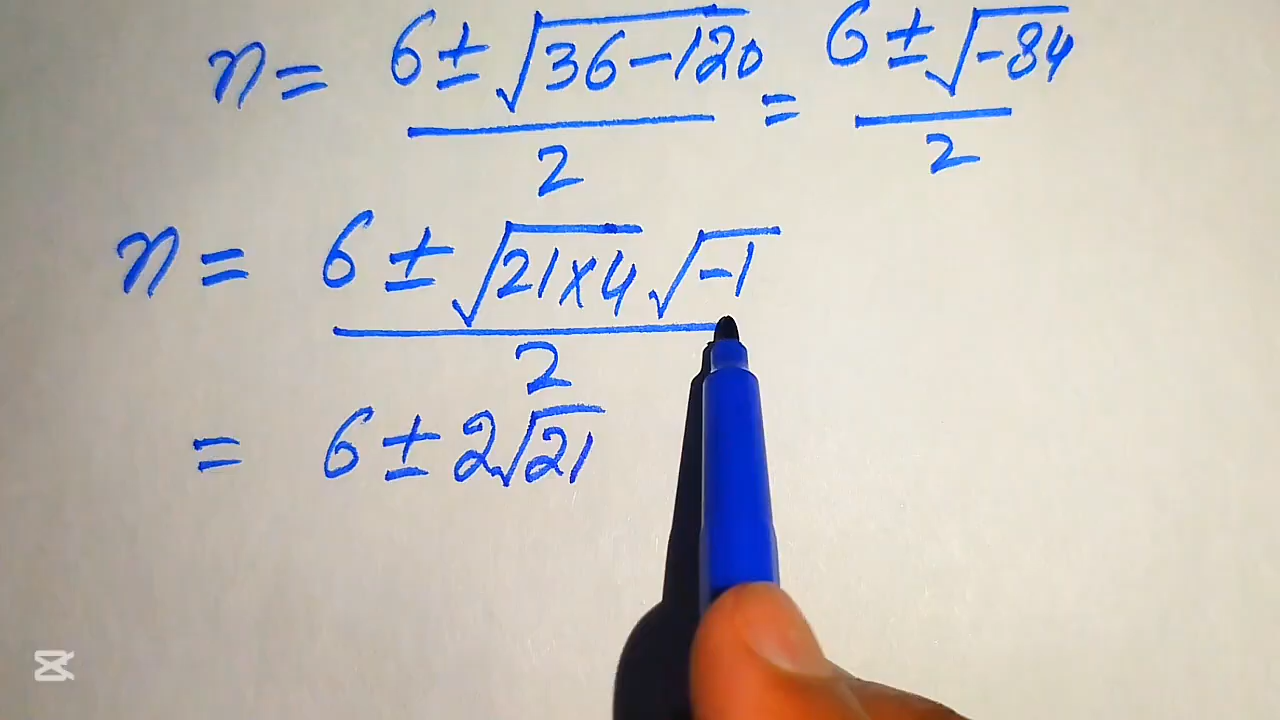 n = 6 ± √36 − 120 / 2 = 6 ± √-84 / 2
n = 6 ± √21×4 √-1 / 2
= 6 ± 2√21